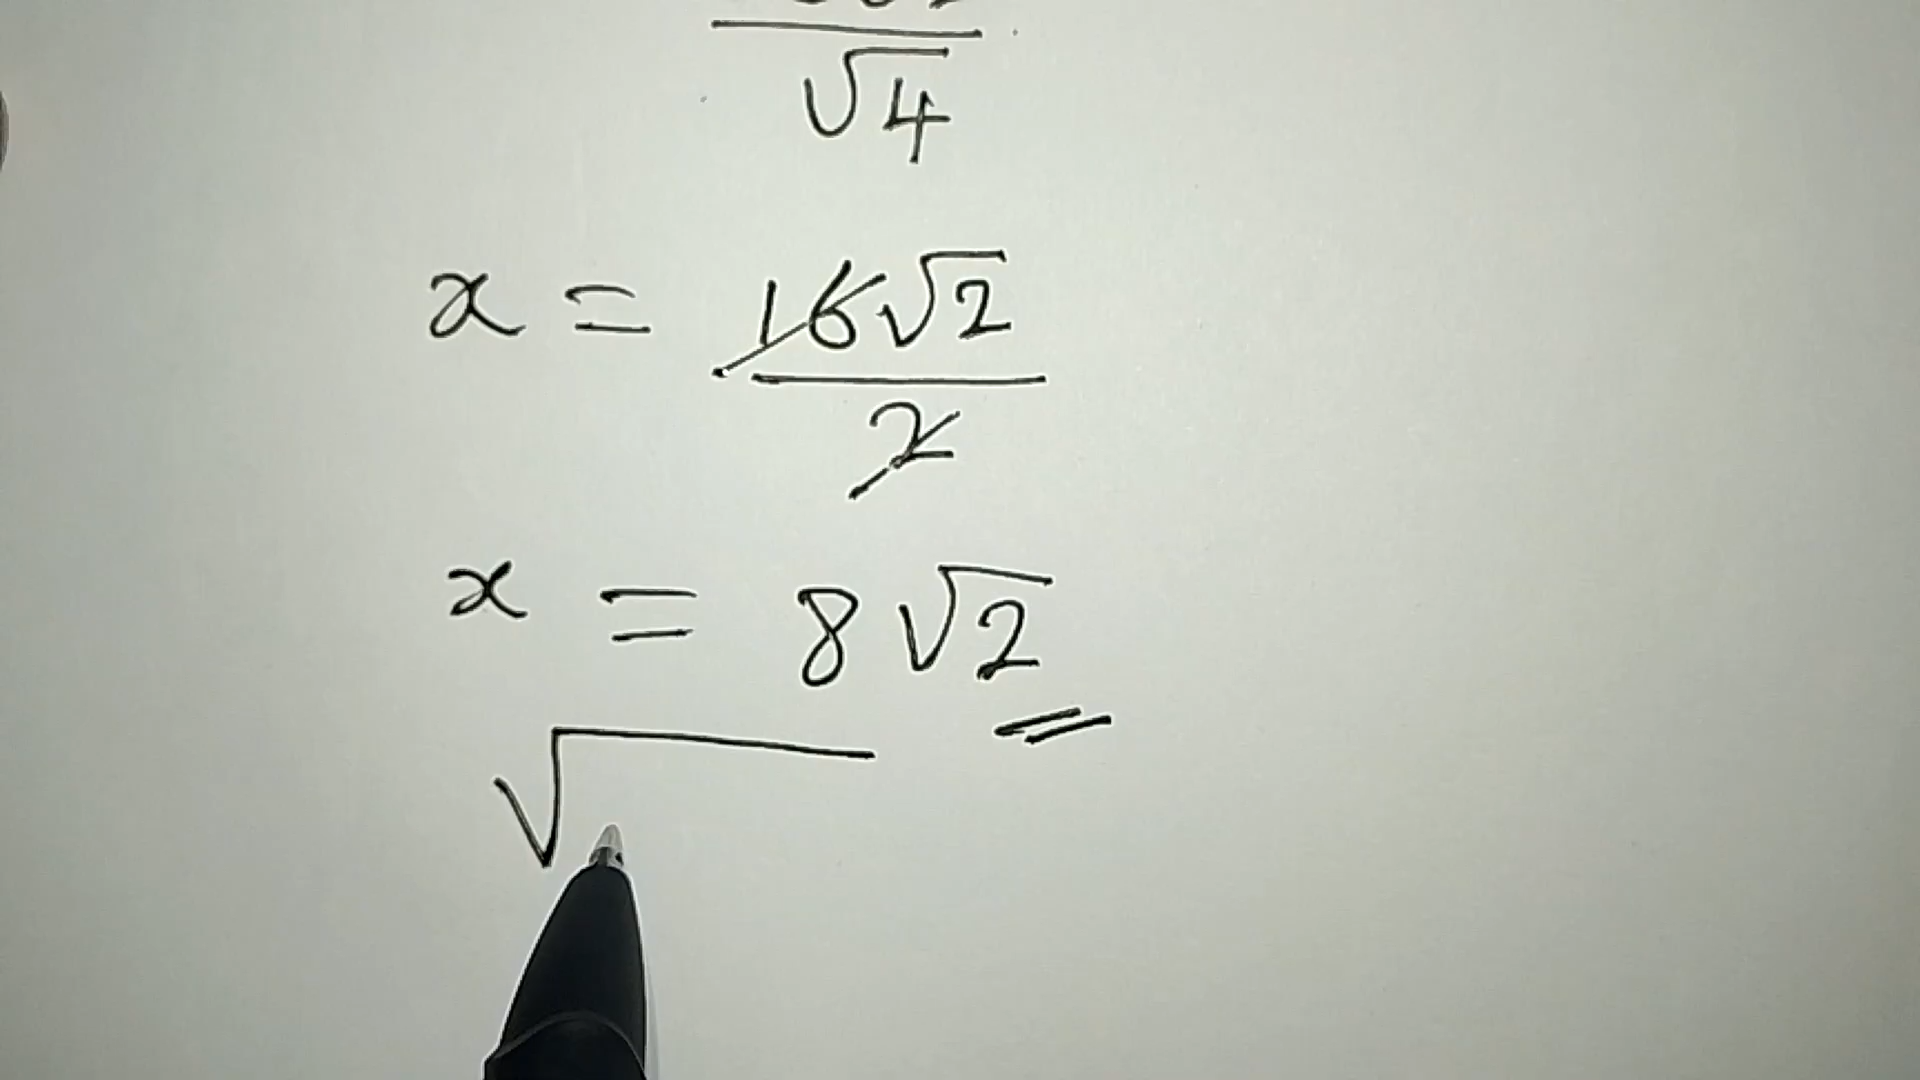 √4
x = 16√2
2
x = 8√2
√